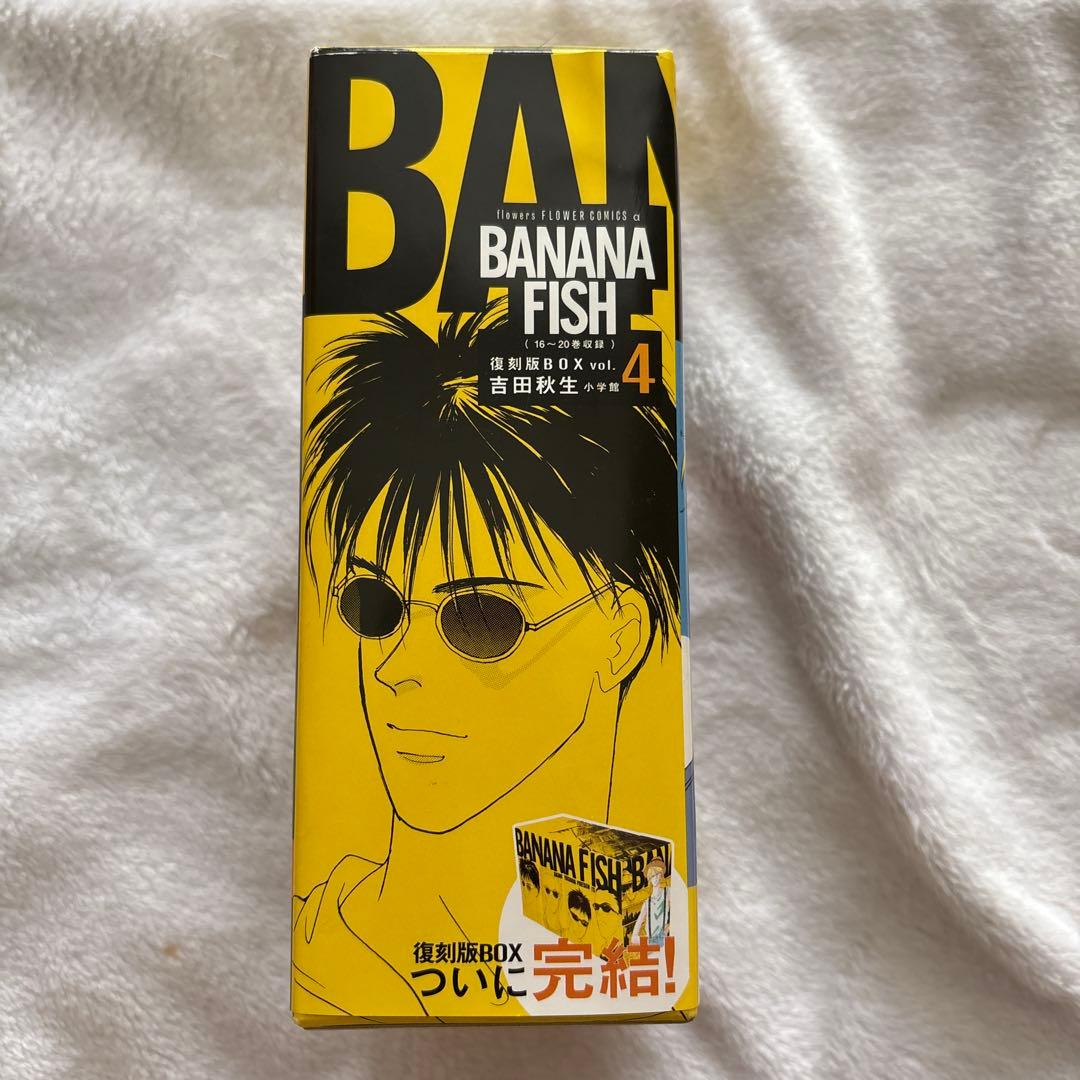 BAN
flowers FLOWER COMICS α
BANANA
FISH
( 16〜20巻収録 )
復刻版BOX vol. 4
吉田秋生 小学館
BANANA FISH BAN
復刻版BOX
ついに完結!